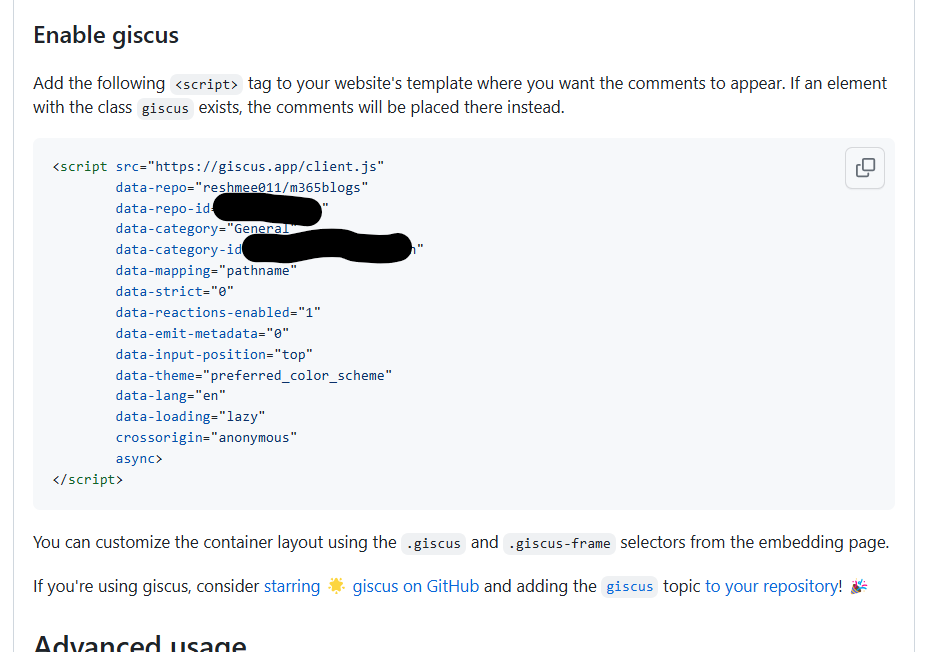 Enable giscus
Add the following <script> tag to your website's template where you want the comments to appear. If an element
with the class giscus exists, the comments will be placed there instead.
<script src="https://giscus.app/client.js"
data-repo="reshmee011/m365blogs"
data-repo-id="
data-category="General"
data-category-id "
data-mapping="pathname"
data-strict="0"
data-reactions-enabled="1"
data-emit-metadata="0"
data-input-position="top"
data-theme="preferred_color_scheme"
data-lang="en"
data-loading="lazy"
crossorigin="anonymous"
async>
</script>
You can customize the container layout using the .giscus and .giscus-frame selectors from the embedding page.
If you're using giscus, consider starring 🌟 giscus on GitHub and adding the giscus topic to your repository! 🎉
Advanced usage